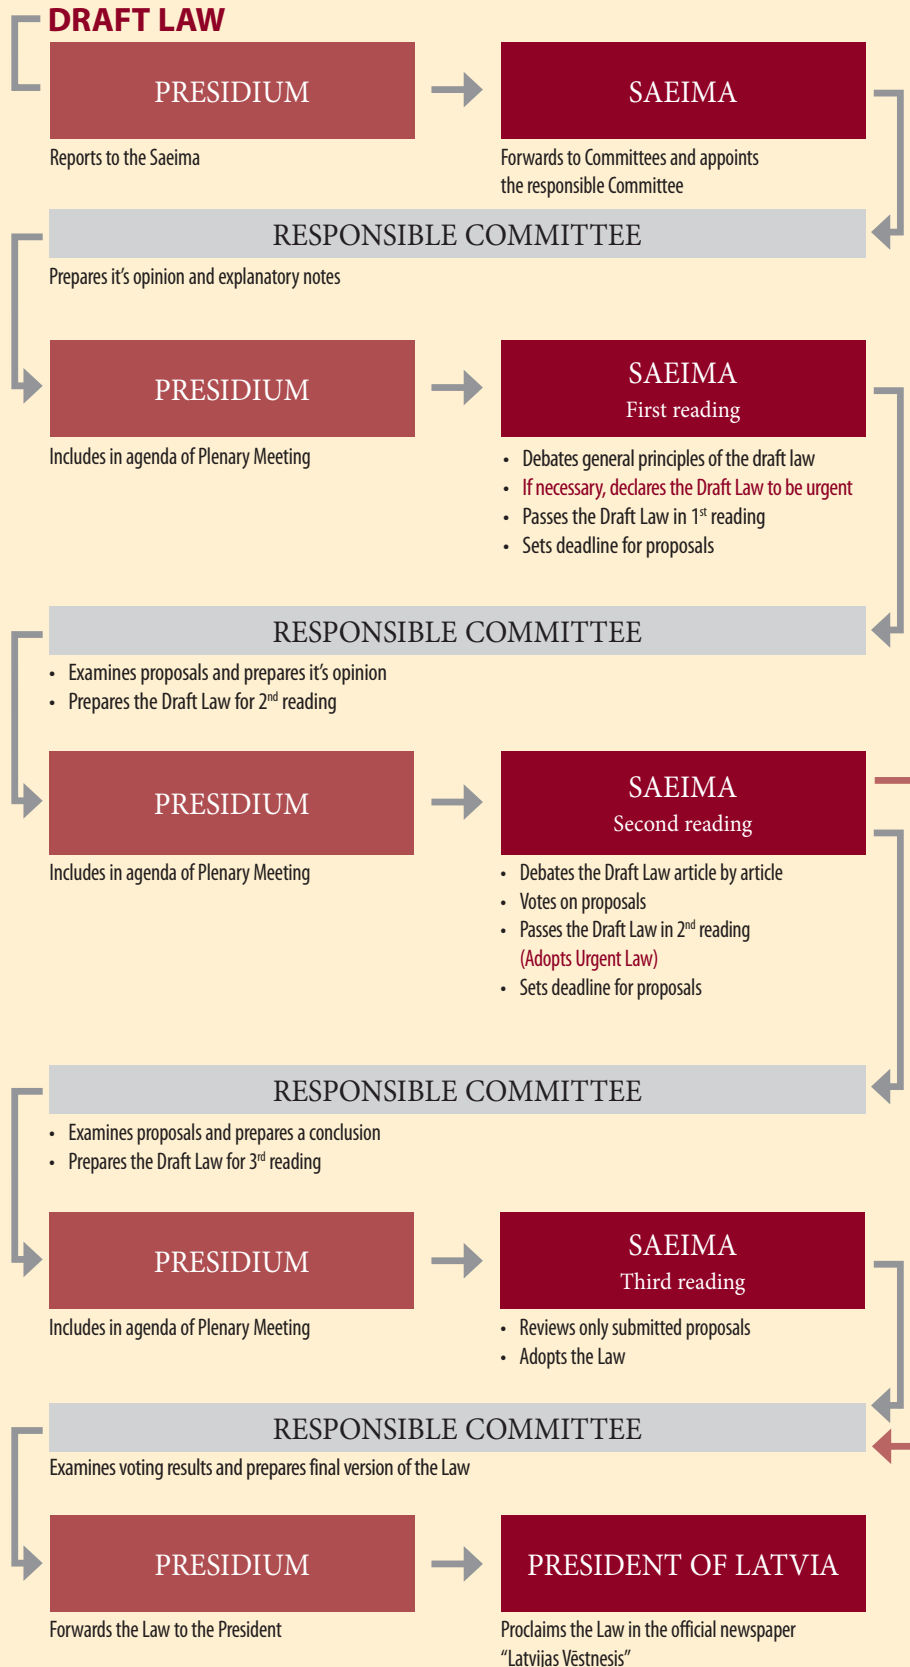 DRAFT LAW
PRESIDIUM
Reports to the Saeima
SAEIMA
Forwards to Committees and appoints
the responsible Committee
RESPONSIBLE COMMITTEE
Prepares it's opinion and explanatory notes
PRESIDIUM
Includes in agenda of Plenary Meeting
SAEIMA
First reading
• Debates general principles of the draft law
• If necessary, declares the Draft Law to be urgent
• Passes the Draft Law in 1st reading
• Sets deadline for proposals
RESPONSIBLE COMMITTEE
• Examines proposals and prepares it's opinion
• Prepares the Draft Law for 2nd reading
PRESIDIUM
Includes in agenda of Plenary Meeting
SAEIMA
Second reading
• Debates the Draft Law article by article
• Votes on proposals
• Passes the Draft Law in 2nd reading
(Adopts Urgent Law)
• Sets deadline for proposals
RESPONSIBLE COMMITTEE
• Examines proposals and prepares a conclusion
• Prepares the Draft Law for 3rd reading
PRESIDIUM
Includes in agenda of Plenary Meeting
SAEIMA
Third reading
• Reviews only submitted proposals
• Adopts the Law
RESPONSIBLE COMMITTEE
Examines voting results and prepares final version of the Law
PRESIDIUM
Forwards the Law to the President
PRESIDENT OF LATVIA
Proclaims the Law in the official newspaper
"Latvijas Vēstnesis"